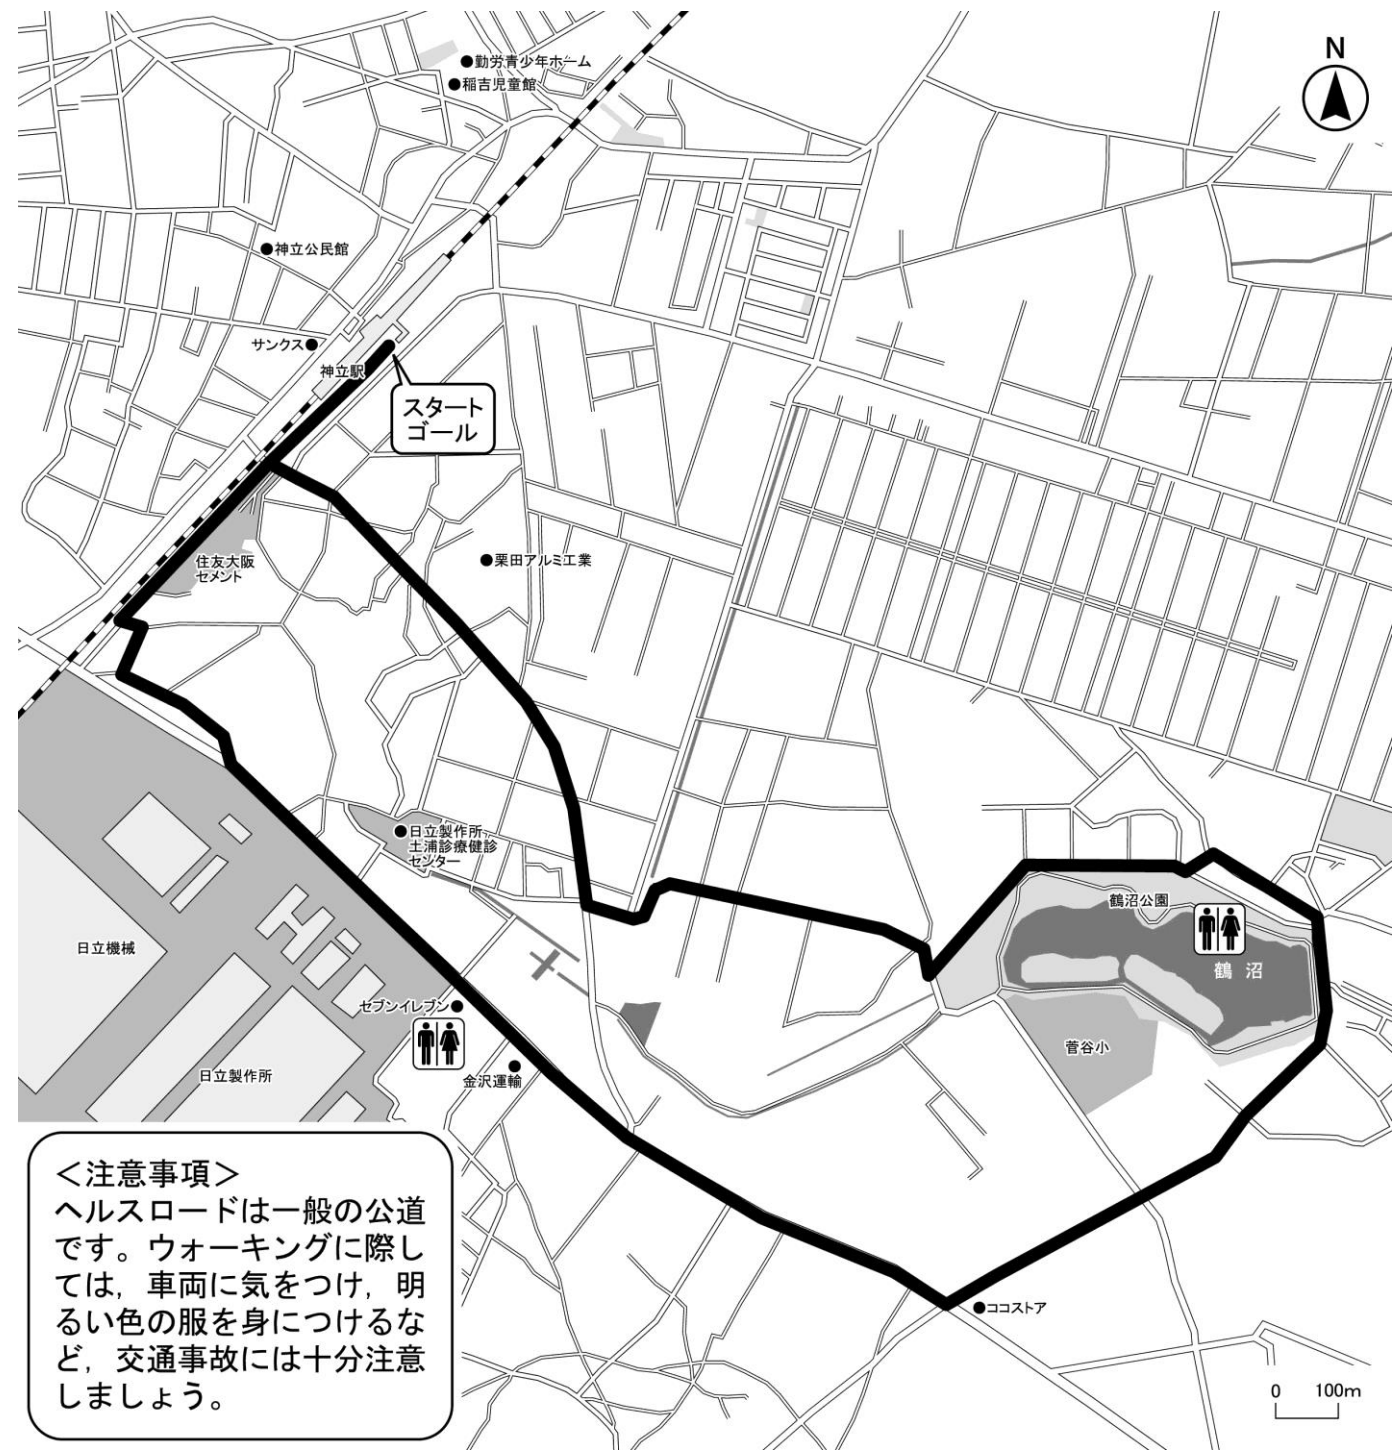 N
勤労青少年ホーム
稲吉児童館
神立公民館
サンクス
神立駅
スタート
ゴール
住友大阪
セメント
栗田アルミ工業
日立製作所
土浦診療健診
センター
鶴沼公園
鶴 沼
日立機械
セブンイレブン
日立製作所
金沢運輸
菅谷小
ココストア
＜注意事項＞
ヘルスロードは一般の公道
です。ウォーキングに際し
ては，車両に気をつけ，明
るい色の服を身につけるな
ど，交通事故には十分注意
しましょう。
0 100m